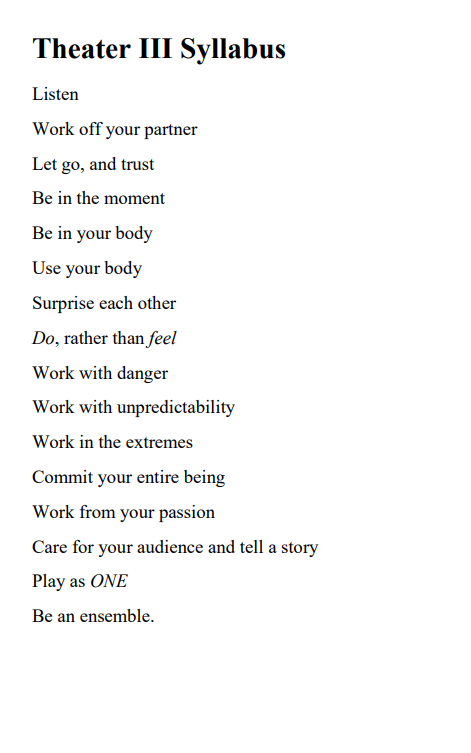 Theater III Syllabus
Listen
Work off your partner
Let go, and trust
Be in the moment
Be in your body
Use your body
Surprise each other
Do, rather than feel
Work with danger
Work with unpredictability
Work in the extremes
Commit your entire being
Work from your passion
Care for your audience and tell a story
Play as ONE
Be an ensemble.